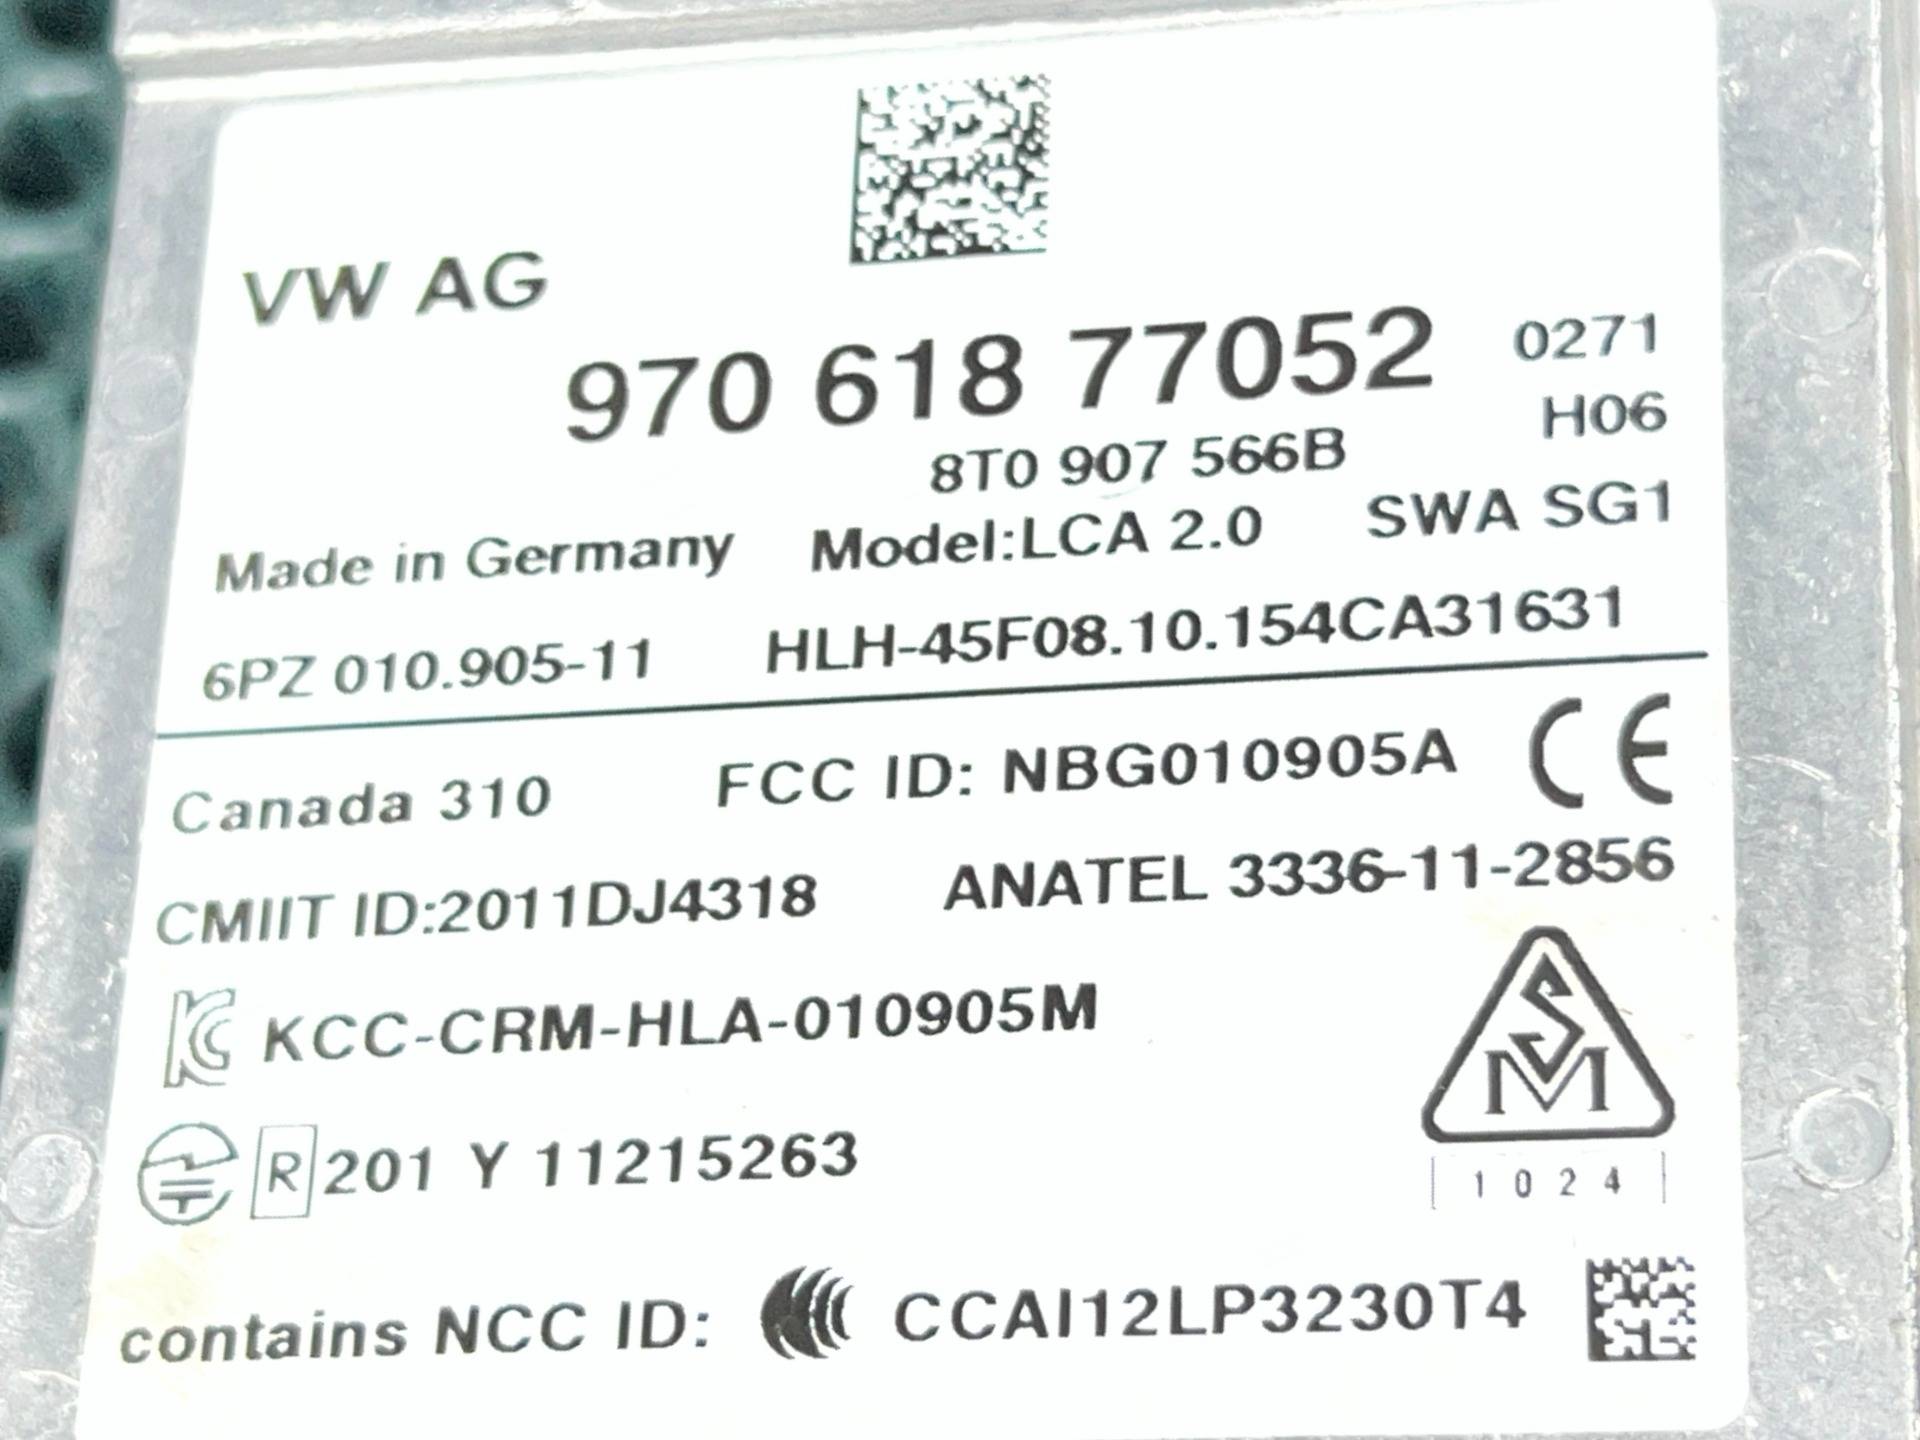 VW AG
970 618 77052 0271
8T0 907 566B H06
Made in Germany Model:LCA 2.0 SWA SG1
6PZ 010.905-11 HLH-45F08.10.154CA31631
Canada 310 FCC ID: NBG010905A CE
CMIIT ID:2011DJ4318 ANATEL 3336-11-2856
KC KCC-CRM-HLA-010905M
SM
R 201 Y 11215263
1024
contains NCC ID: CCAI12LP3230T4